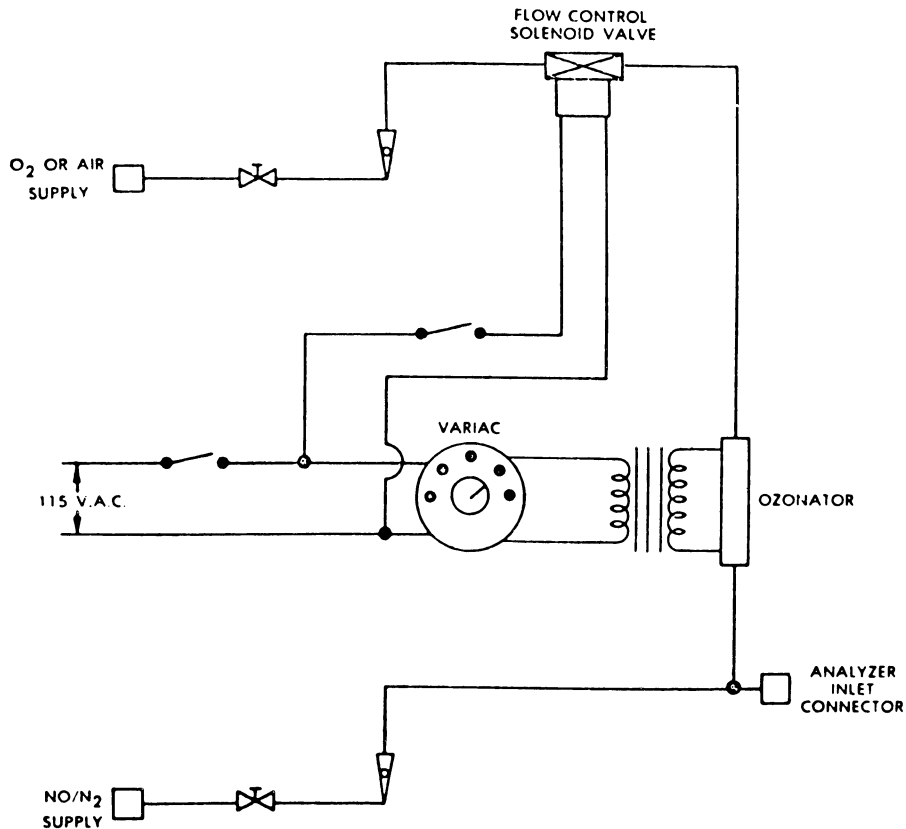 FLOW CONTROL
SOLENOID VALVE
O₂ OR AIR
SUPPLY
VARIAC
115 V.A.C.
OZONATOR
ANALYZER
INLET
CONNECTOR
NO/N₂
SUPPLY